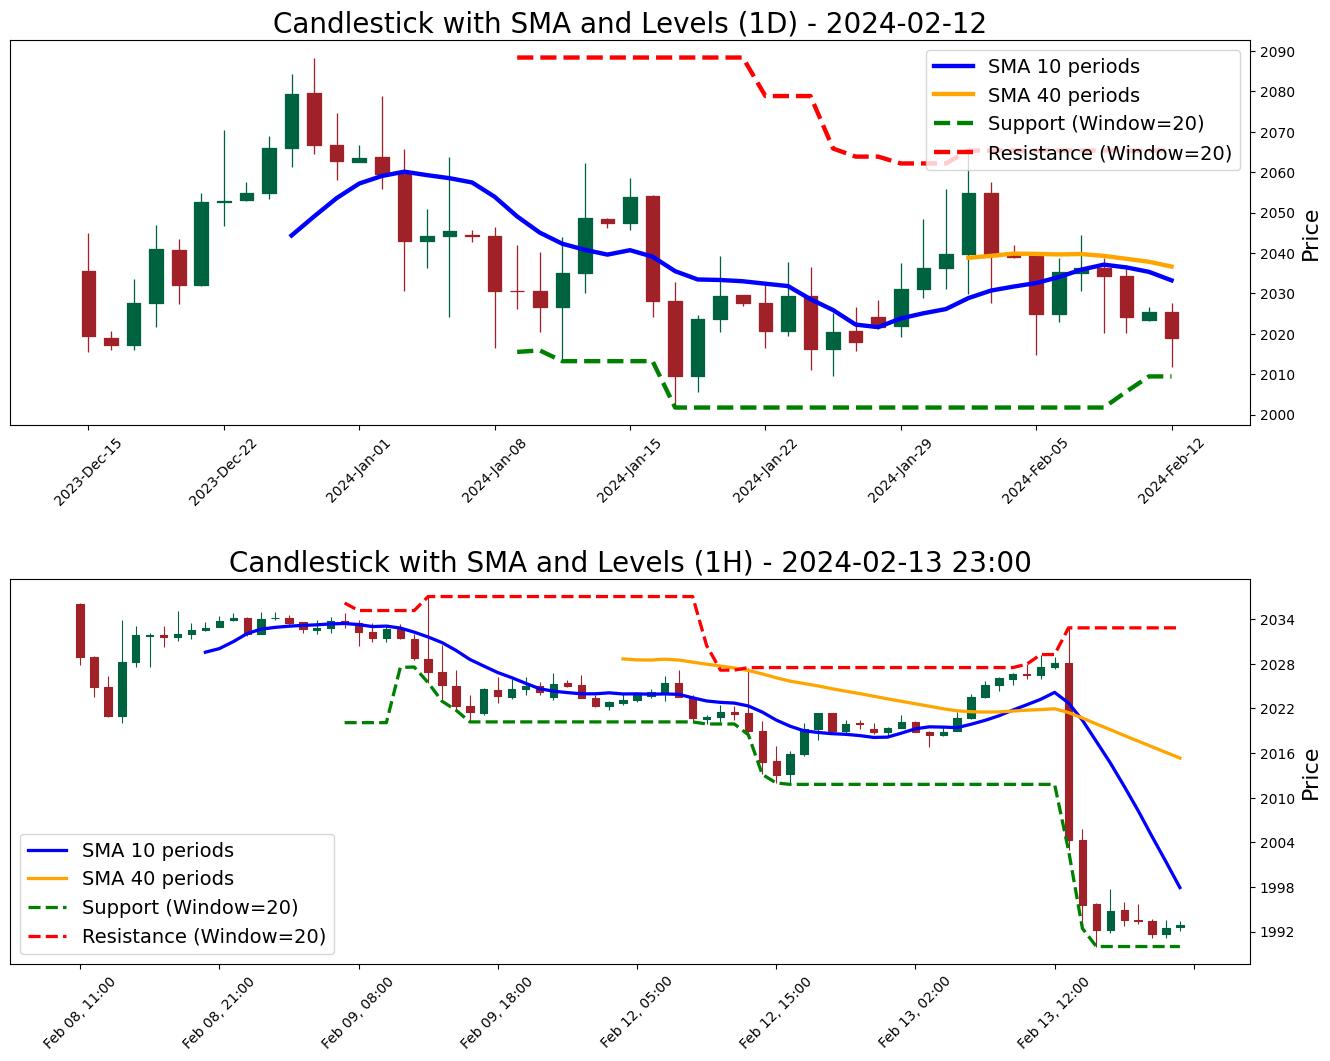 Candlestick with SMA and Levels (1D) - 2024-02-12
SMA 10 periods
SMA 40 periods
Support (Window=20)
Resistance (Window=20)
2090
2080
2070
2060
2050
2040
2030
2020
2010
2000
Price
2023-Dec-15
2023-Dec-22
2024-Jan-01
2024-Jan-08
2024-Jan-15
2024-Jan-22
2024-Jan-29
2024-Feb-05
2024-Feb-12
Candlestick with SMA and Levels (1H) - 2024-02-13 23:00
2034
2028
2022
2016
2010
2004
1998
1992
Price
SMA 10 periods
SMA 40 periods
Support (Window=20)
Resistance (Window=20)
Feb 08, 11:00
Feb 08, 21:00
Feb 09, 08:00
Feb 09, 18:00
Feb 12, 05:00
Feb 12, 15:00
Feb 13, 02:00
Feb 13, 12:00